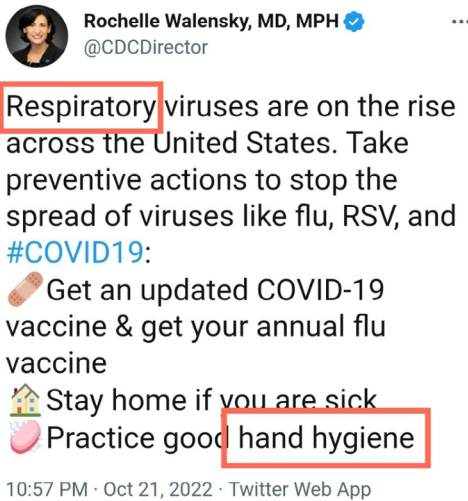 Rochelle Walensky, MD, MPH
@CDCDirector
Respiratory viruses are on the rise
across the United States. Take
preventive actions to stop the
spread of viruses like flu, RSV, and
#COVID19:
Get an updated COVID-19
vaccine & get your annual flu
vaccine
Stay home if you are sick
Practice good hand hygiene
10:57 PM · Oct 21, 2022 · Twitter Web App